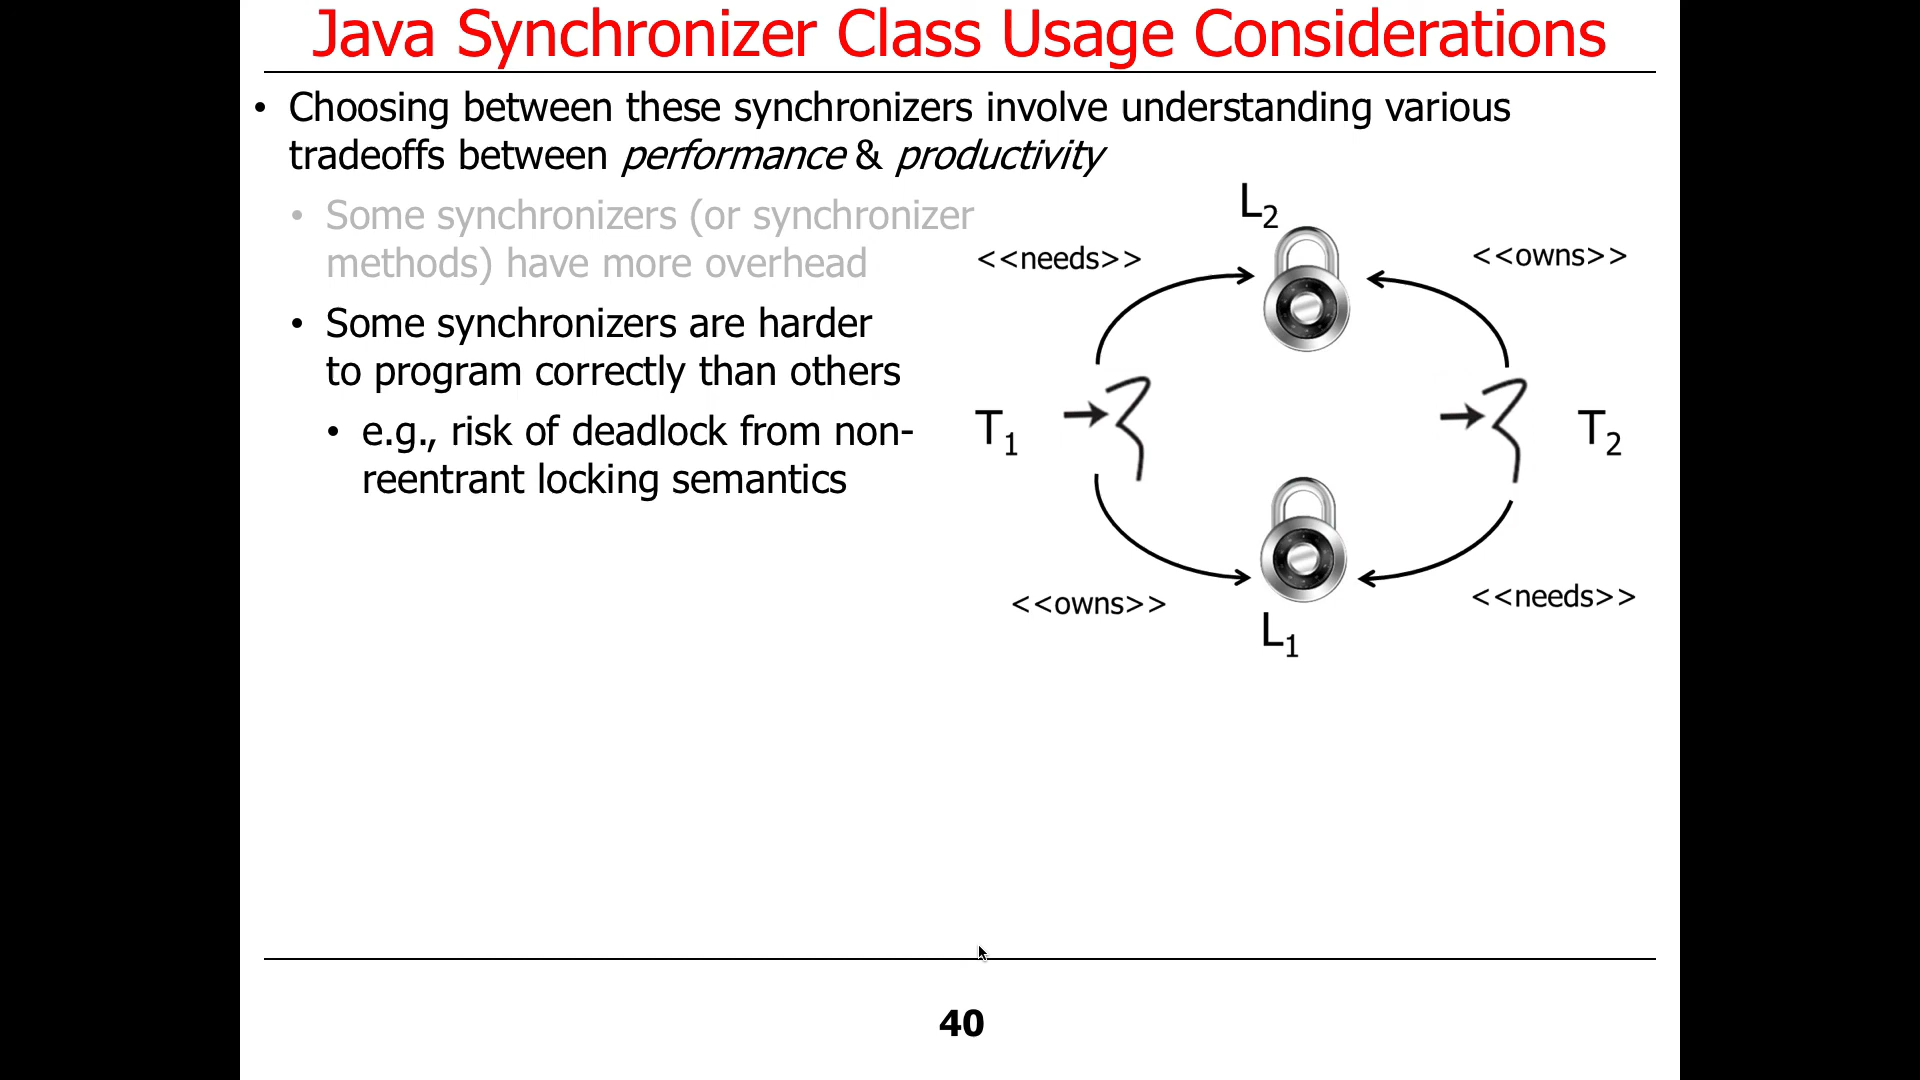 Java Synchronizer Class Usage Considerations
• Choosing between these synchronizers involve understanding various
tradeoffs between performance & productivity
• Some synchronizers (or synchronizer
methods) have more overhead
• Some synchronizers are harder
to program correctly than others
• e.g., risk of deadlock from non-
reentrant locking semantics
L2
<<needs>>
<<owns>>
T1
T2
<<owns>>
<<needs>>
L1
40